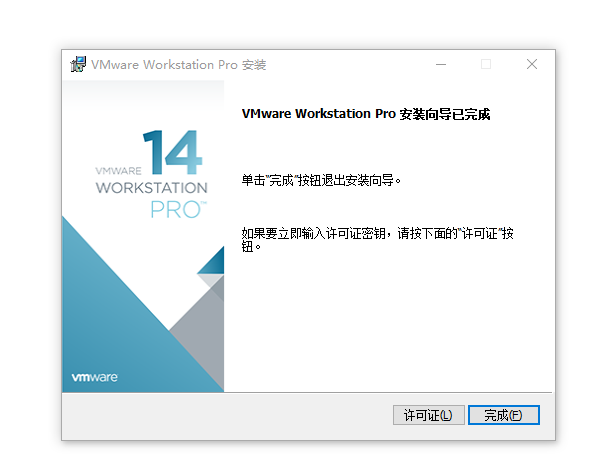 VMware Workstation Pro 安装
VMware Workstation Pro 安装向导已完成
14
VMWARE
WORKSTATION
PRO™
单击"完成"按钮退出安装向导。
如果要立即输入许可证密钥，请按下面的"许可证"按
钮。
vmware
许可证(L)
完成(F)